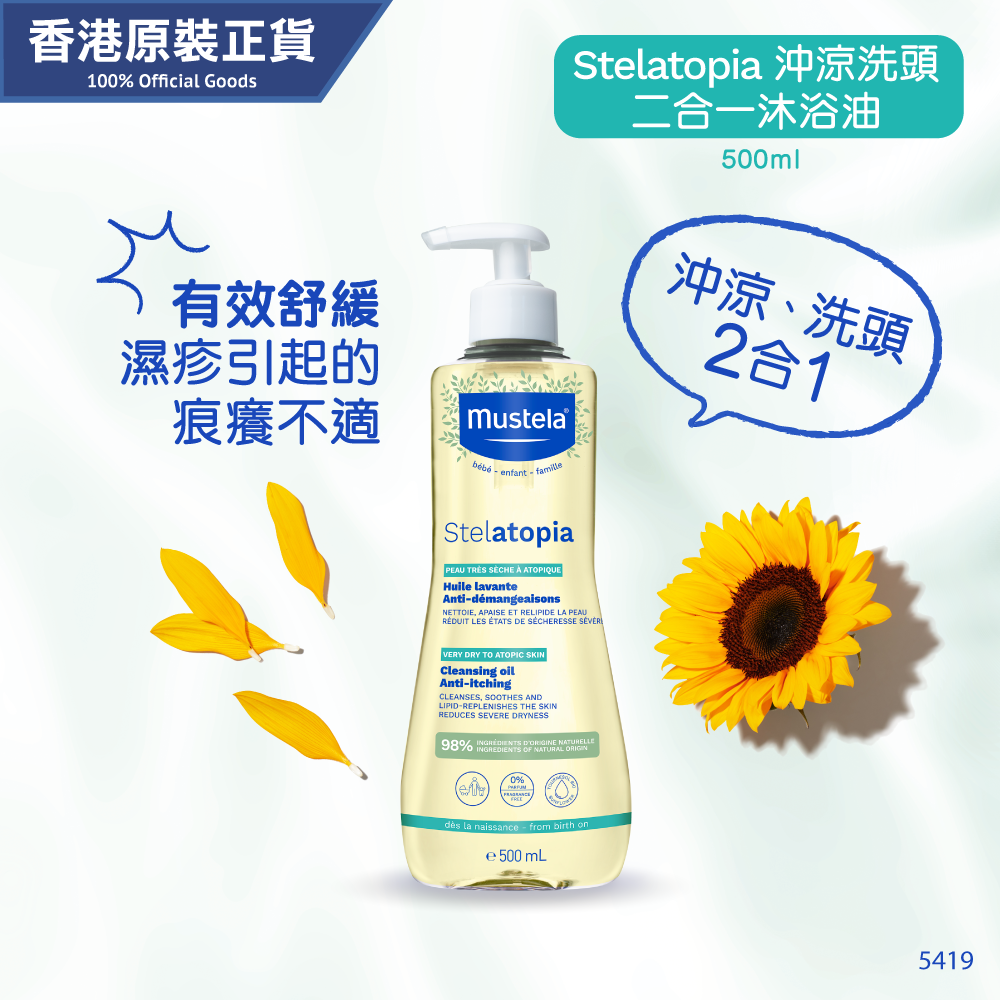 香港原裝正貨
100% Official Goods
Stelatopia 沖涼洗頭
二合一沐浴油
500ml
有效舒緩
濕疹引起的
痕癢不適
沖涼、洗頭
2合1
mustela®
bébé - enfant - famille
Stelatopia
PEAU TRÈS SÈCHE À ATOPIQUE
Huile lavante
Anti-démangeaisons
NETTOIE, APAISE ET RELIPIDE LA PEAU
RÉDUIT LES ÉTATS DE SÉCHERESSE SÉVÈR
VERY DRY TO ATOPIC SKIN
Cleansing oil
Anti-itching
CLEANSES, SOOTHES AND
LIPID-REPLENISHES THE SKIN
REDUCES SEVERE DRYNESS
98% INGRÉDIENTS D'ORIGINE NATURELLE
INGREDIENTS OF NATURAL ORIGIN
0%
PARFUM
FRAGRANCE
FREE
TOURNESOL BIO
SUNFLOWER
dès la naissance - from birth on
e 500 mL
5419